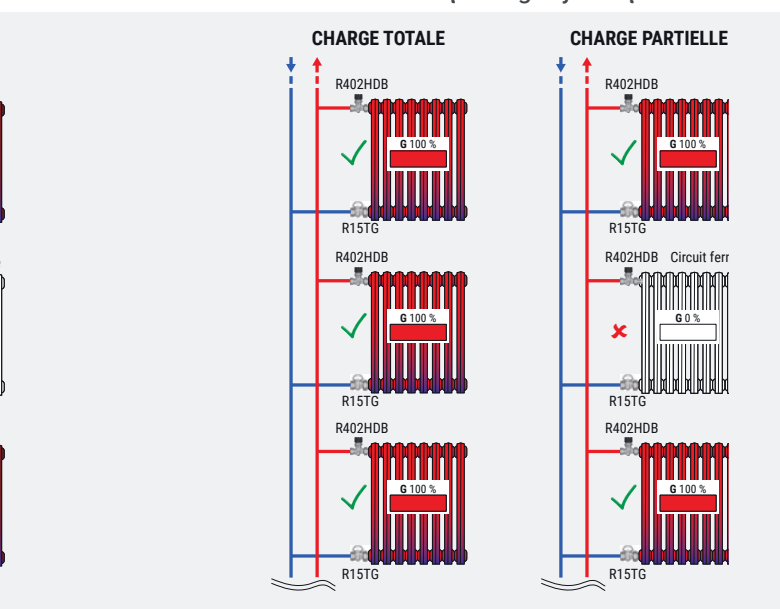 CHARGE TOTALE
R402HDB
G 100 %
R15TG
R402HDB
G 100 %
R15TG
R402HDB
G 100 %
R15TG
CHARGE PARTIELLE
R402HDB
G 100 %
R15TG
R402HDB Circuit
G 0 %
R15TG
R402HDB
G 100 %
R15TG